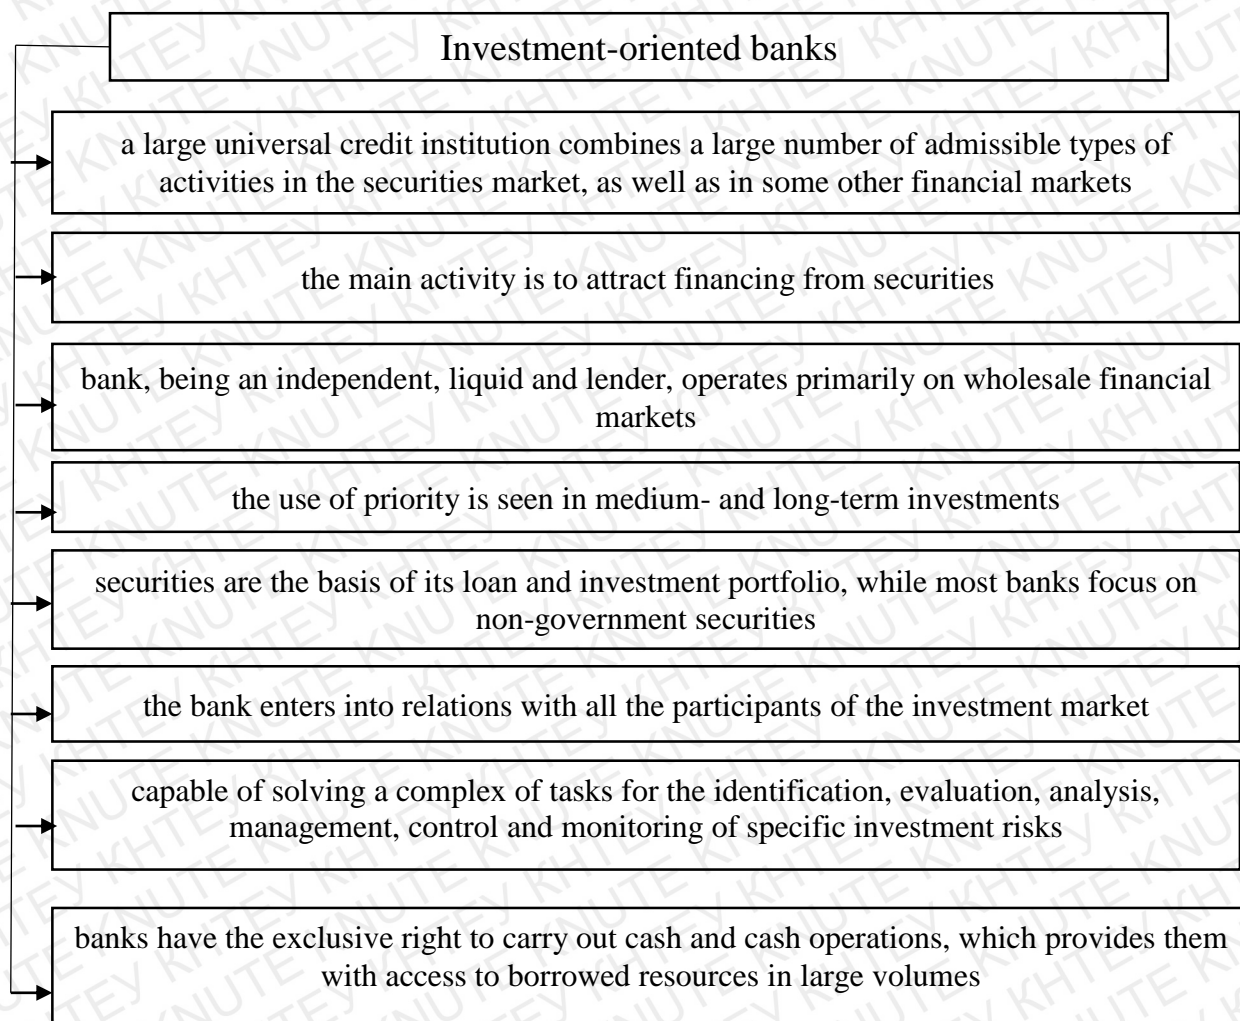 Investment-oriented banks
a large universal credit institution combines a large number of admissible types of
activities in the securities market, as well as in some other financial markets
the main activity is to attract financing from securities
bank, being an independent, liquid and lender, operates primarily on wholesale financial
markets
the use of priority is seen in medium- and long-term investments
securities are the basis of its loan and investment portfolio, while most banks focus on
non-government securities
the bank enters into relations with all the participants of the investment market
capable of solving a complex of tasks for the identification, evaluation, analysis,
management, control and monitoring of specific investment risks
banks have the exclusive right to carry out cash and cash operations, which provides them
with access to borrowed resources in large volumes